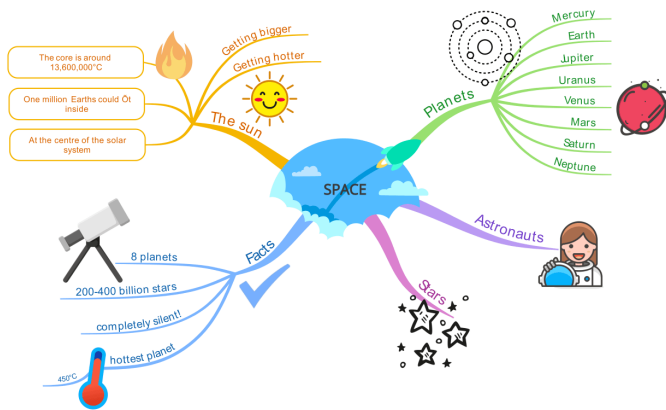 Getting bigger
Getting hotter
The core is around
13,600,000°C
One million Earths could Õt
inside
At the centre of the solar
system
The sun
SPACE
Planets
Mercury
Earth
Jupiter
Uranus
Venus
Mars
Saturn
Neptune
Astronauts
Stars
Facts
8 planets
200-400 billion stars
completely silent!
hottest planet
450°C